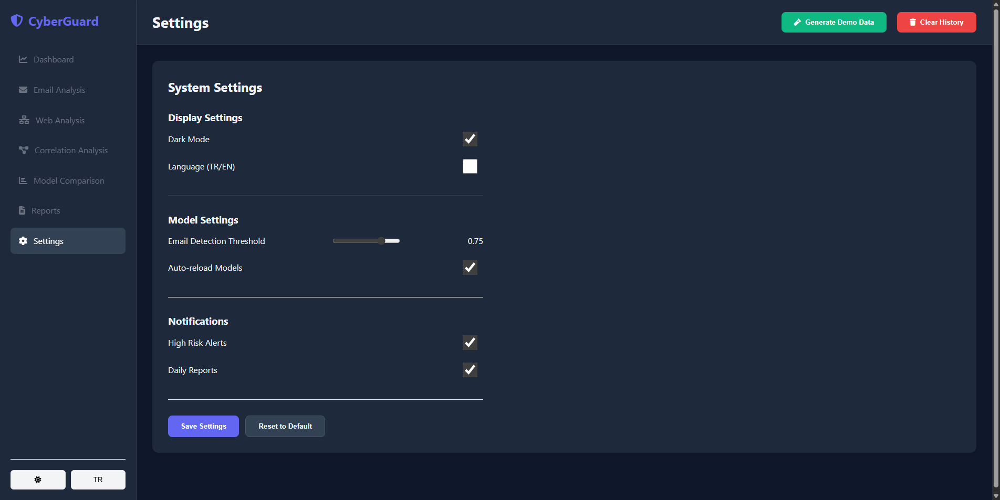 CyberGuard
Dashboard
Email Analysis
Web Analysis
Correlation Analysis
Model Comparison
Reports
Settings
TR
Settings
Generate Demo Data
Clear History
System Settings
Display Settings
Dark Mode
Language (TR/EN)
Model Settings
Email Detection Threshold 0.75
Auto-reload Models
Notifications
High Risk Alerts
Daily Reports
Save Settings
Reset to Default